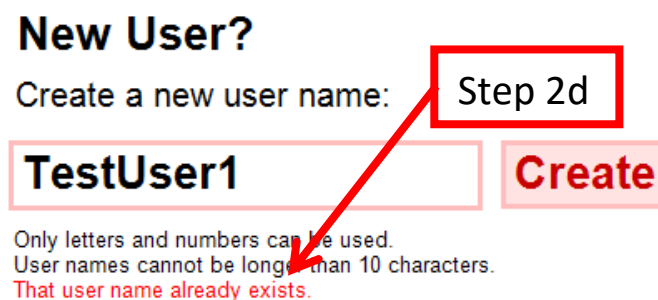 New User?
Create a new user name:
Step 2d
TestUser1
Create
Only letters and numbers can be used.
User names cannot be longer than 10 characters.
That user name already exists.